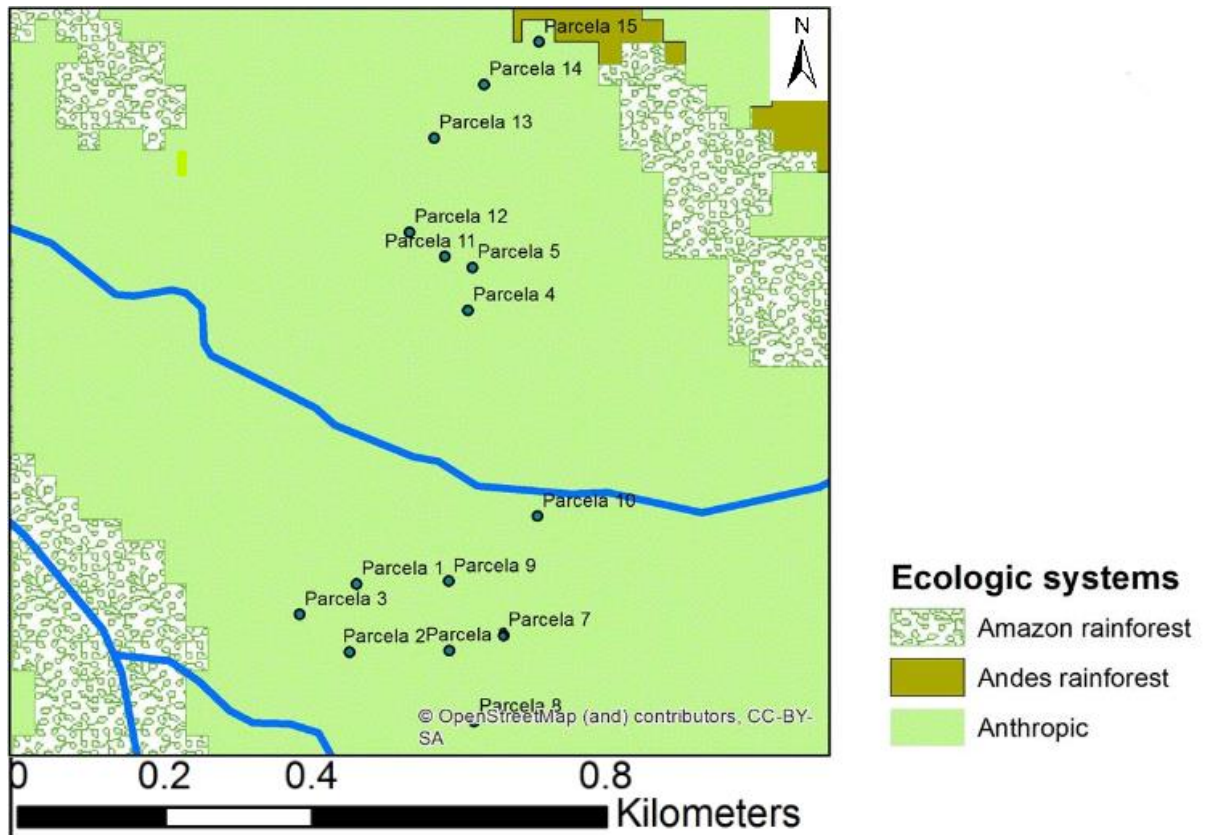 N
Parcela 15
Parcela 14
Parcela 13
Parcela 12
Parcela 11
Parcela 5
Parcela 4
Parcela 10
Parcela 1
Parcela 9
Parcela 3
Parcela 7
Parcela 2
Parcela
Parcela 8
© OpenStreetMap (and) contributors, CC-BY-
SA
0 0.2 0.4 0.8
Kilometers
Ecologic systems
Amazon rainforest
Andes rainforest
Anthropic